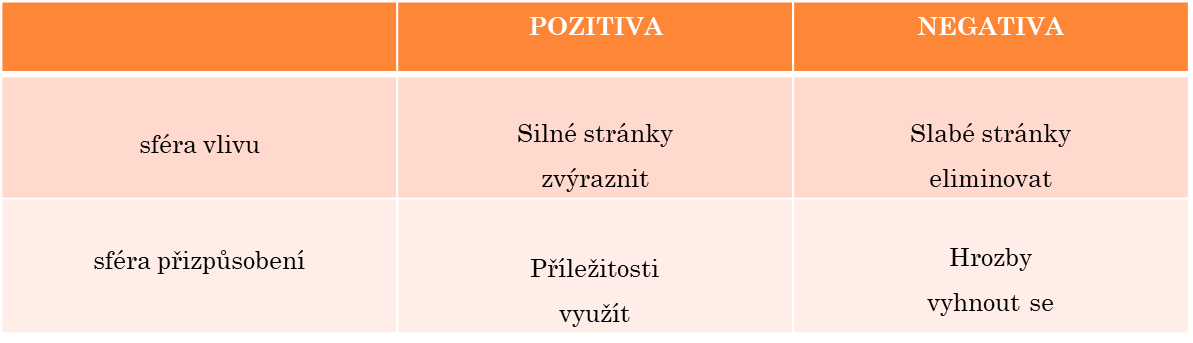 POZITIVA
NEGATIVA
sféra vlivu
Silné stránky
zvýraznit
Slabé stránky
eliminovat
sféra přizpůsobení
Příležitosti
využít
Hrozby
vyhnout se